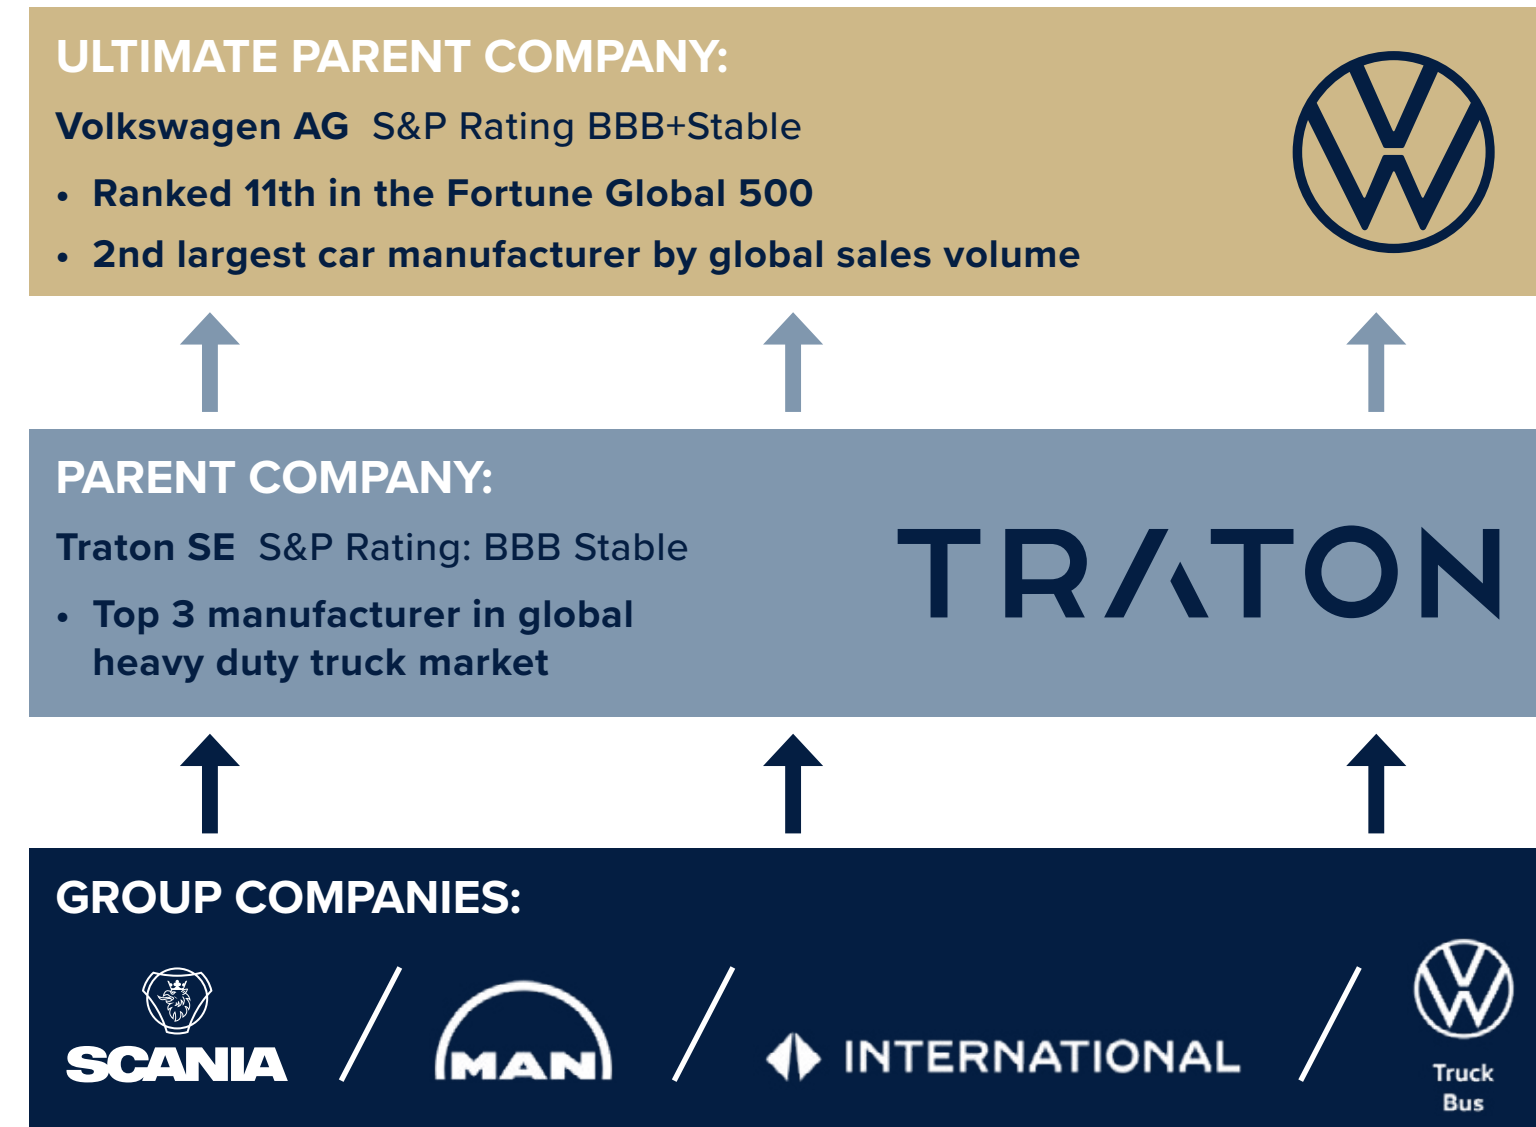 ULTIMATE PARENT COMPANY:
Volkswagen AG S&P Rating BBB+Stable
• Ranked 11th in the Fortune Global 500
• 2nd largest car manufacturer by global sales volume
PARENT COMPANY:
Traton SE S&P Rating: BBB Stable
• Top 3 manufacturer in global
heavy duty truck market
TRATON
GROUP COMPANIES:
SCANIA
MAN
INTERNATIONAL
Truck
Bus